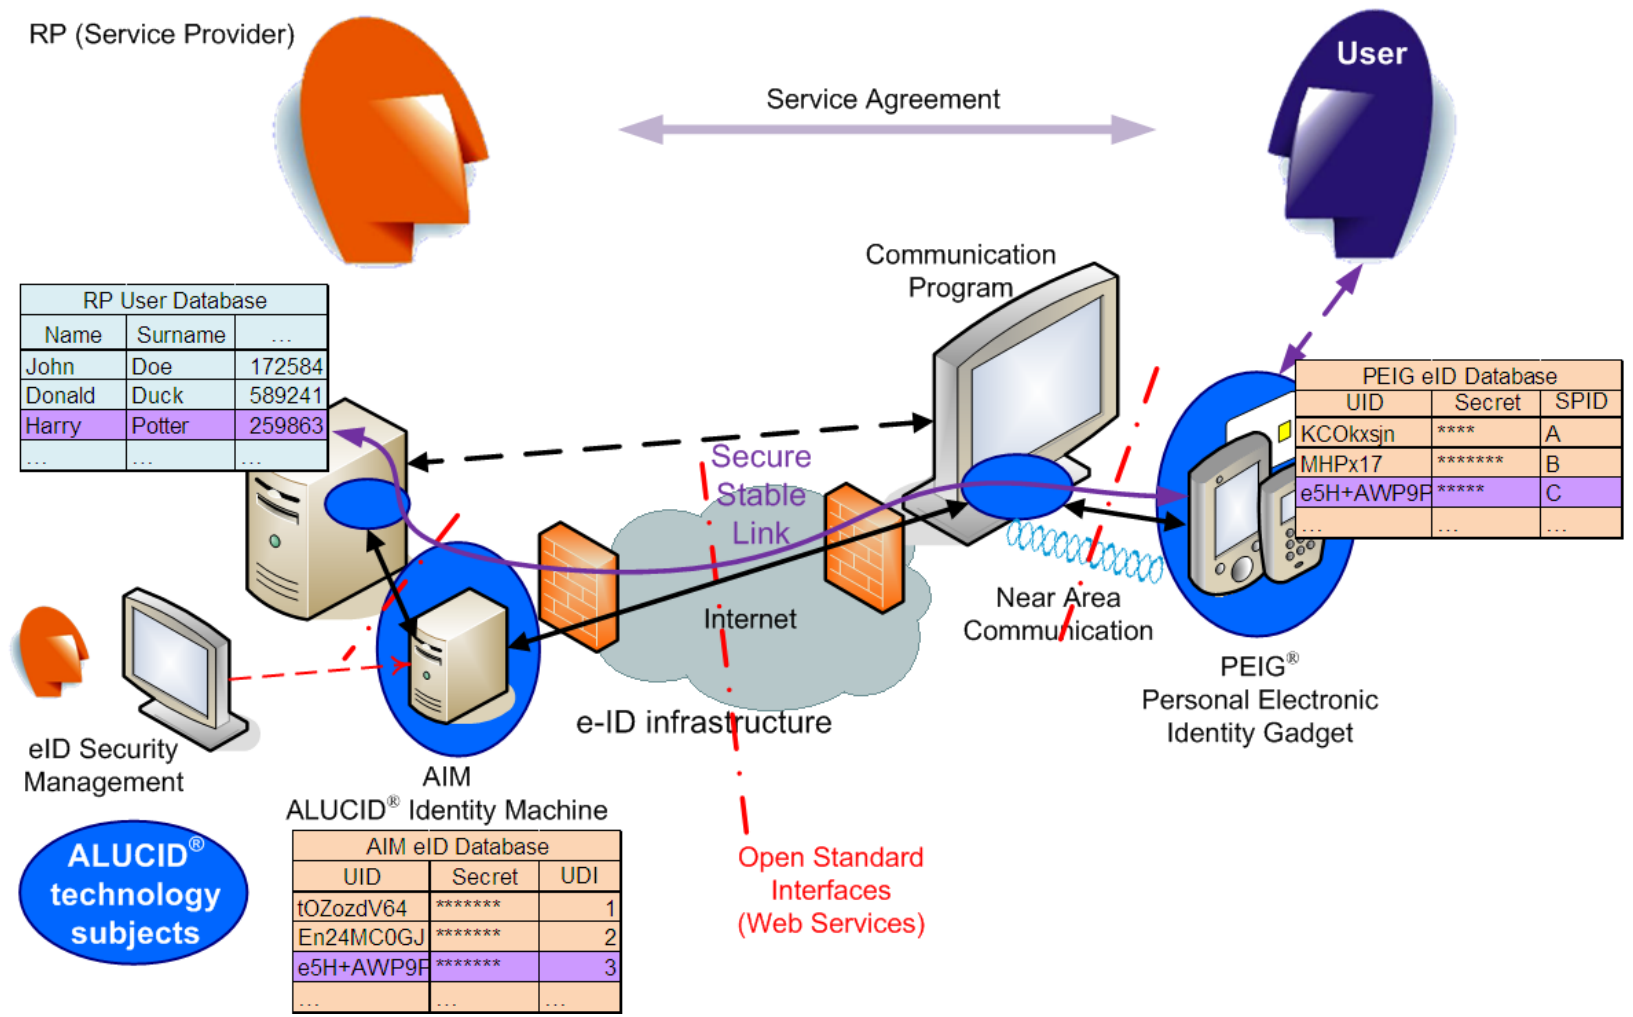 RP (Service Provider)
User
Service Agreement
Communication
Program
RP User Database
Name Surname ...
John Doe 172584
Donald Duck 589241
Harry Potter 259863
... ... ...
PEIG eID Database
UID Secret SPID
KCOkxsjn **** A
MHPx17 ******* B
e5H+AWP9F ***** C
... ... ...
Secure
Stable
Link
Internet
Near Area
Communication
e-ID infrastructure
PEIG®
Personal Electronic
Identity Gadget
eID Security
Management
AIM
ALUCID® Identity Machine
ALUCID®
technology
subjects
AIM eID Database
UID Secret UDI
tOZozdV64 ******* 1
En24MC0GJ ******* 2
e5H+AWP9F ******* 3
... ... ...
Open Standard
Interfaces
(Web Services)